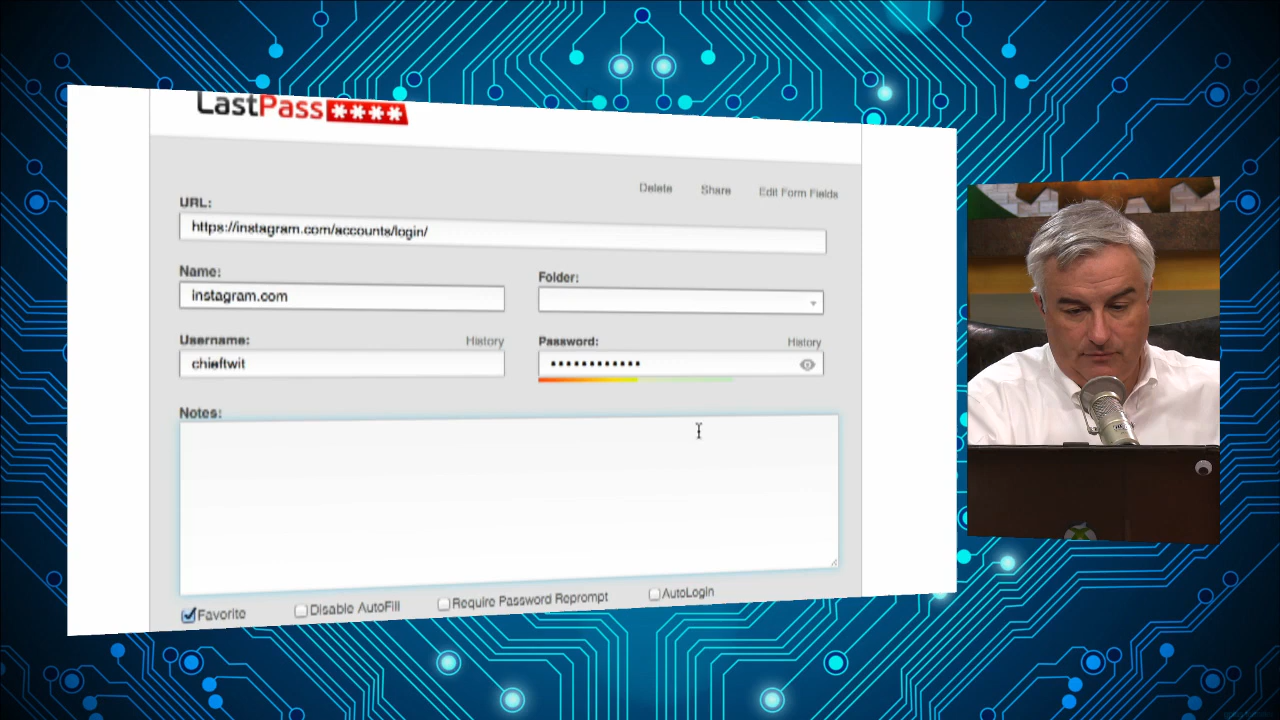 LastPass ****
Delete Share Edit Form Fields
URL:
https://instagram.com/accounts/login/
Name:
instagram.com
Folder:
Username: History
chieftwit
Password: History
••••••••••••
Notes:
Favorite Disable AutoFill Require Password Reprompt AutoLogin